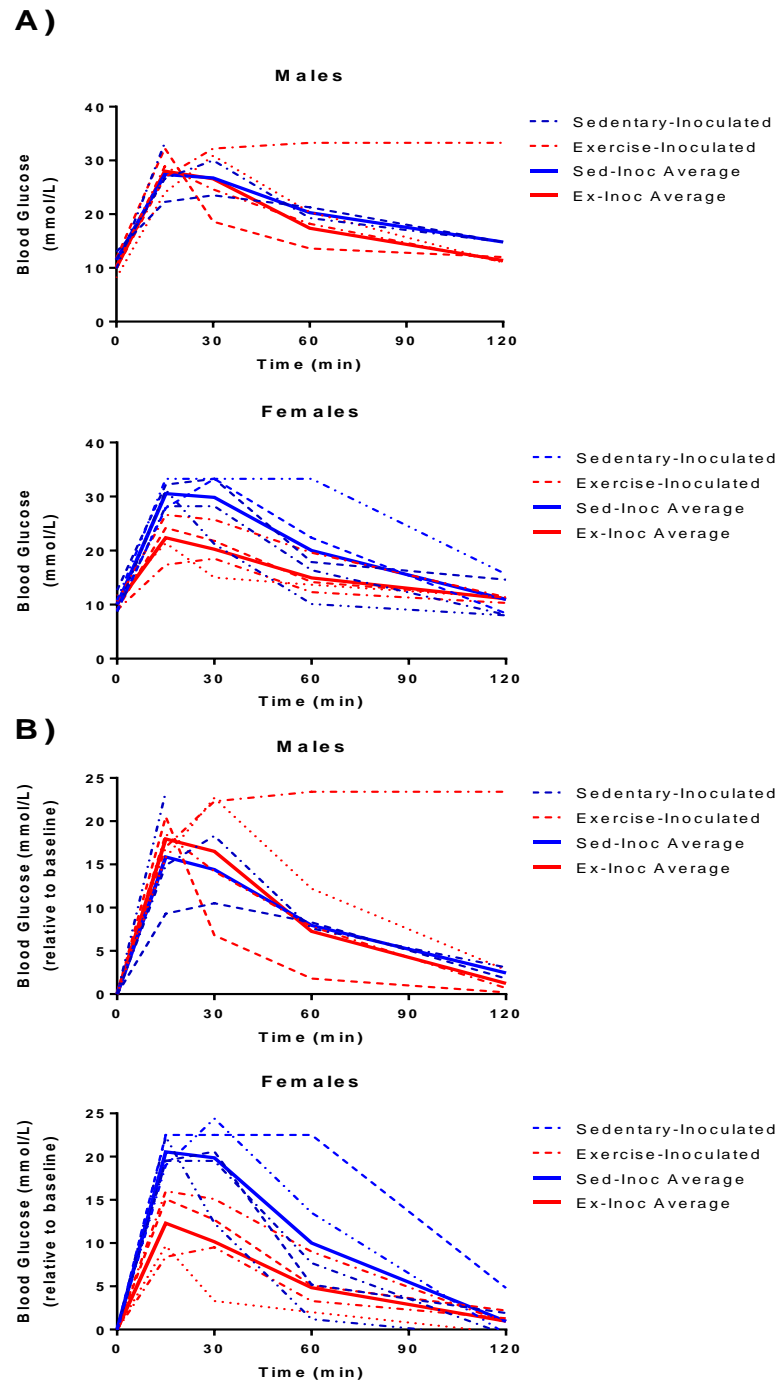 A)
Males
40
30
20
10
0
Blood Glucose
(mmol/L)
0 30 60 90 120
Time (min)
Sedentary-Inoculated
Exercise-Inoculated
Sed-Inoc Average
Ex-Inoc Average
Females
40
30
20
10
0
Blood Glucose
(mmol/L)
0 30 60 90 120
Time (min)
Sedentary-Inoculated
Exercise-Inoculated
Sed-Inoc Average
Ex-Inoc Average
B)
Males
25
20
15
10
5
0
Blood Glucose (mmol/L)
(relative to baseline)
0 30 60 90 120
Time (min)
Sedentary-Inoculated
Exercise-Inoculated
Sed-Inoc Average
Ex-Inoc Average
Females
25
20
15
10
5
0
Blood Glucose (mmol/L)
(relative to baseline)
0 30 60 90 120
Time (min)
Sedentary-Inoculated
Exercise-Inoculated
Sed-Inoc Average
Ex-Inoc Average